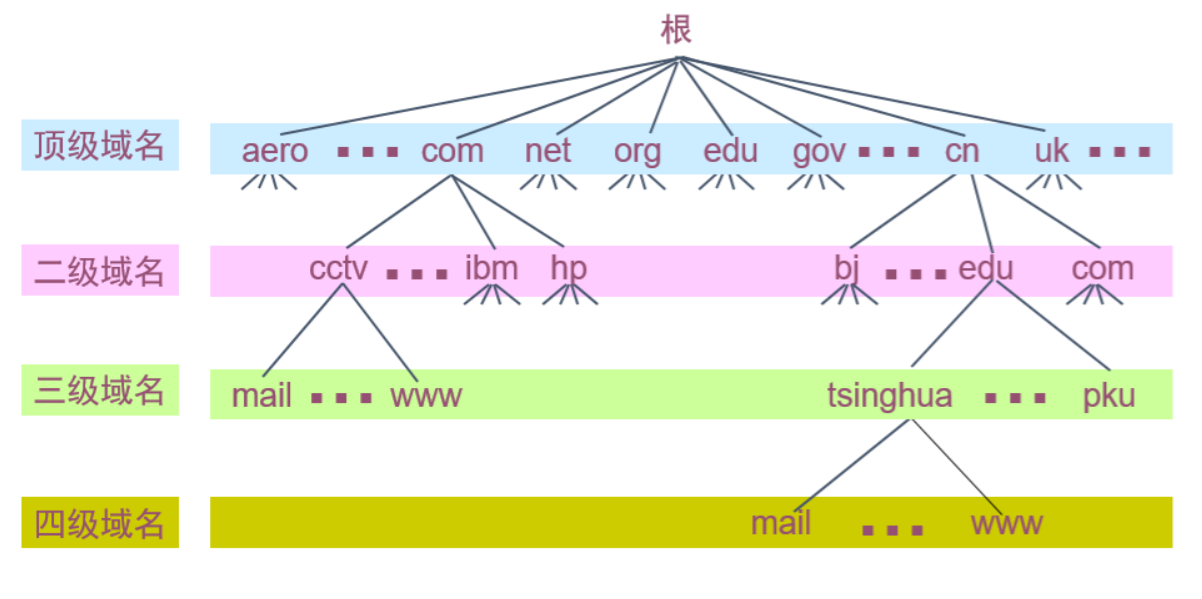 根
顶级域名 aero ▪▪▪ com net org edu gov ▪▪▪ cn uk ▪▪▪
二级域名 cctv ▪▪▪ ibm hp bj ▪▪▪ edu com
三级域名 mail ▪▪▪ www tsinghua ▪▪▪ pku
四级域名 mail ▪▪▪ www